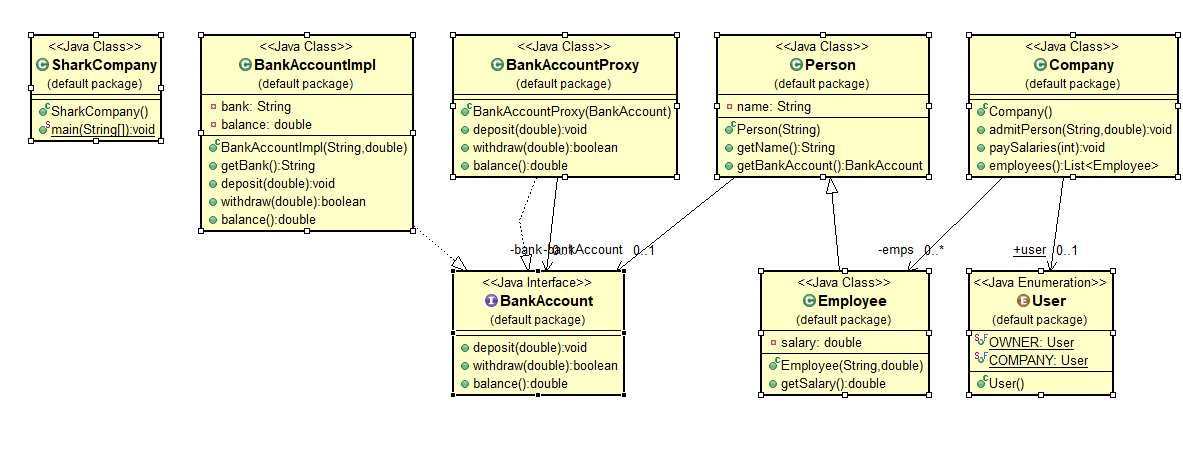 <<Java Class>>
SharkCompany
(default package)
SharkCompany()
main(String[]):void
<<Java Class>>
BankAccountImpl
(default package)
bank: String
balance: double
BankAccountImpl(String,double)
getBank():String
deposit(double):void
withdraw(double):boolean
balance():double
<<Java Class>>
BankAccountProxy
(default package)
BankAccountProxy(BankAccount)
deposit(double):void
withdraw(double):boolean
balance():double
<<Java Class>>
Person
(default package)
name: String
Person(String)
getName():String
getBankAccount():BankAccount
<<Java Class>>
Company
(default package)
Company()
admitPerson(String,double):void
paySalaries(int):void
employees():List<Employee>
-bank
0..1
-bankAccount
0..1
-emps
0..*
+user
0..1
<<Java Interface>>
BankAccount
(default package)
deposit(double):void
withdraw(double):boolean
balance():double
<<Java Class>>
Employee
(default package)
salary: double
Employee(String,double)
getSalary():double
<<Java Enumeration>>
User
(default package)
OWNER: User
COMPANY: User
User()